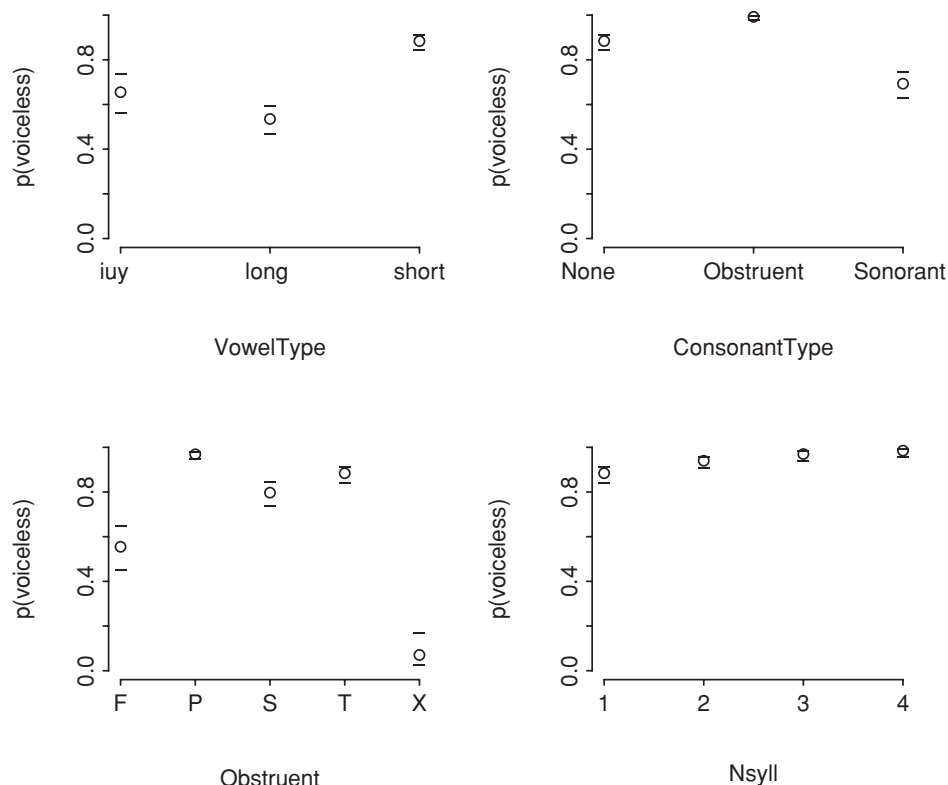 p(voiceless)
0.0 0.4 0.8
iuy long short
VowelType
p(voiceless)
0.0 0.4 0.8
None Obstruent Sonorant
ConsonantType
p(voiceless)
0.0 0.4 0.8
F P S T X
Obstruent
p(voiceless)
0.0 0.4 0.8
1 2 3 4
Nsyll